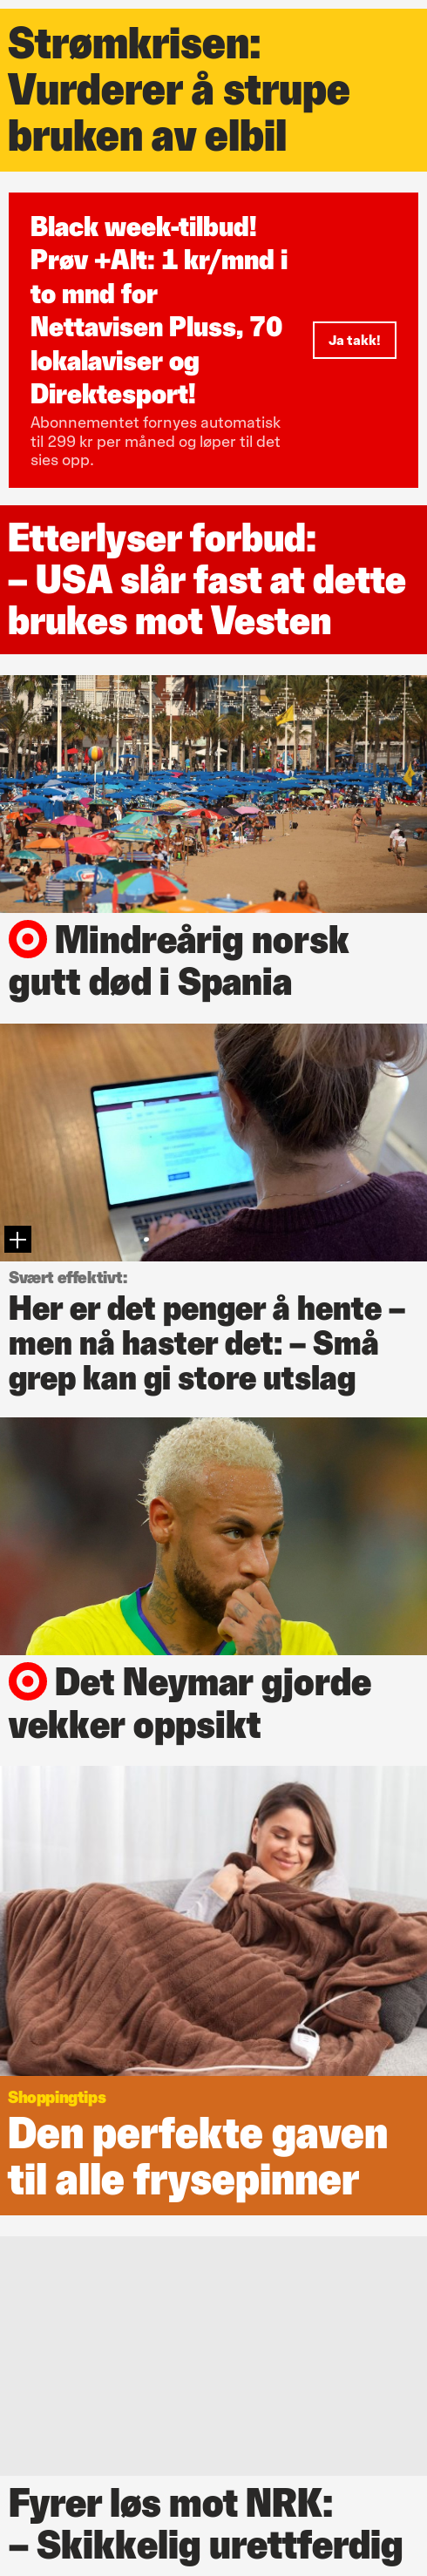 Strømkrisen:
Vurderer å strupe
bruken av elbil
Black week-tilbud!
Prøv +Alt: 1 kr/mnd i
to mnd for
Nettavisen Pluss, 70
lokalaviser og
Direktesport!
Ja takk!
Abonnementet fornyes automatisk
til 299 kr per måned og løper til det
sies opp.
Etterlyser forbud:
– USA slår fast at dette
brukes mot Vesten
Mindreårig norsk
gutt død i Spania
Svært effektivt:
Her er det penger å hente –
men nå haster det: – Små
grep kan gi store utslag
Det Neymar gjorde
vekker oppsikt
Shoppingtips
Den perfekte gaven
til alle frysepinner
Fyrer løs mot NRK:
– Skikkelig urettferdig